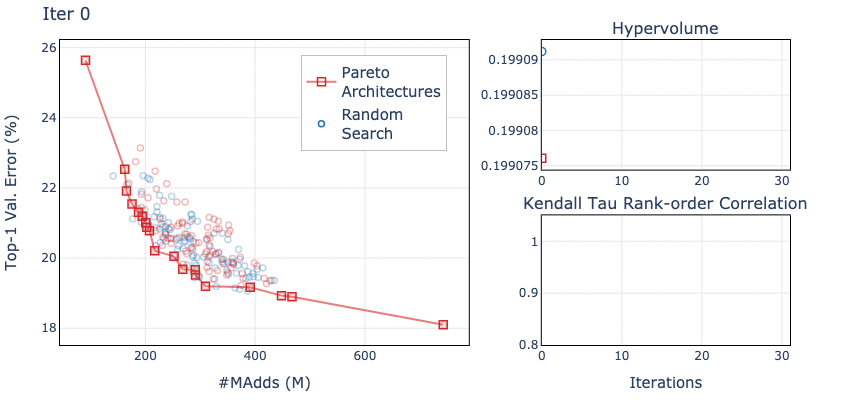 Iter 0
26
24
22
20
18
200
400
600
#MAdds (M)
Top-1 Val. Error (%)
Pareto
Architectures
Random
Search
Hypervolume
0.19909
0.199085
0.19908
0.199075
0
10
20
30
Kendall Tau Rank-order Correlation
1
0.9
0.8
0
10
20
30
Iterations